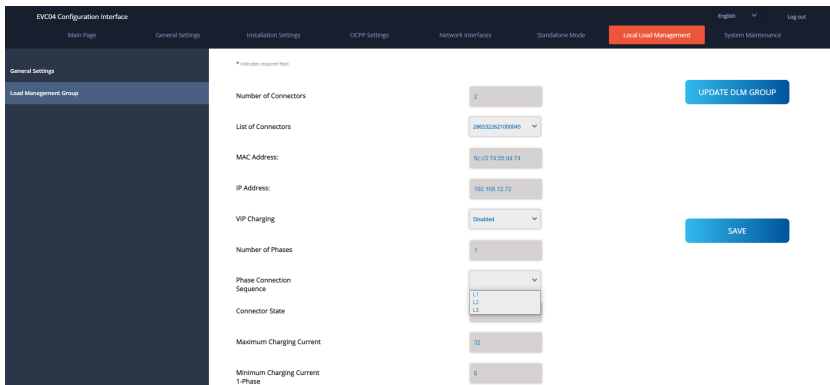 EVC04 Configuration Interface
English
Log out
Main Page
General Settings
Installation Settings
OCPP Settings
Network Interfaces
Standalone Mode
Local Load Management
System Maintenance
* Indicates required field.
General Settings
Load Management Group
UPDATE DLM GROUP
Number of Connectors
2
List of Connectors
2865322621000045
MAC Address:
6c:c3:74:55:d4:74
IP Address:
192.168.12.72
VIP Charging
Disabled
SAVE
Number of Phases
1
Phase Connection
Sequence
L1
L2
L3
Connector State
Maximum Charging Current
32
Minimum Charging Current
1-Phase
6